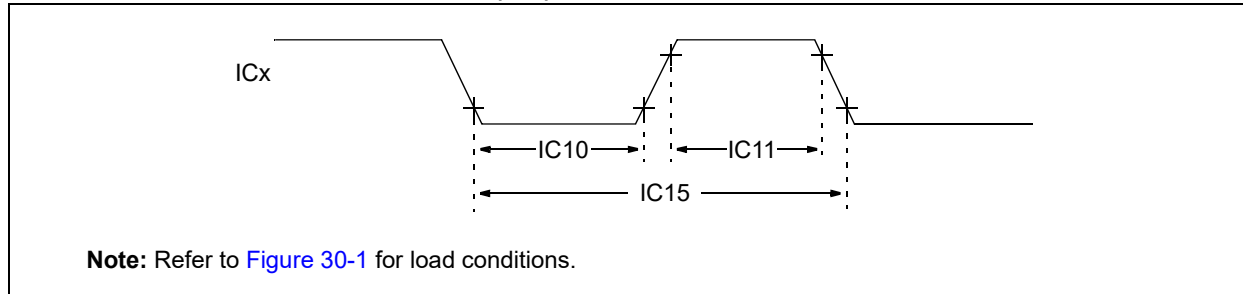 ICx
IC10
IC11
IC15
Note: Refer to Figure 30-1 for load conditions.